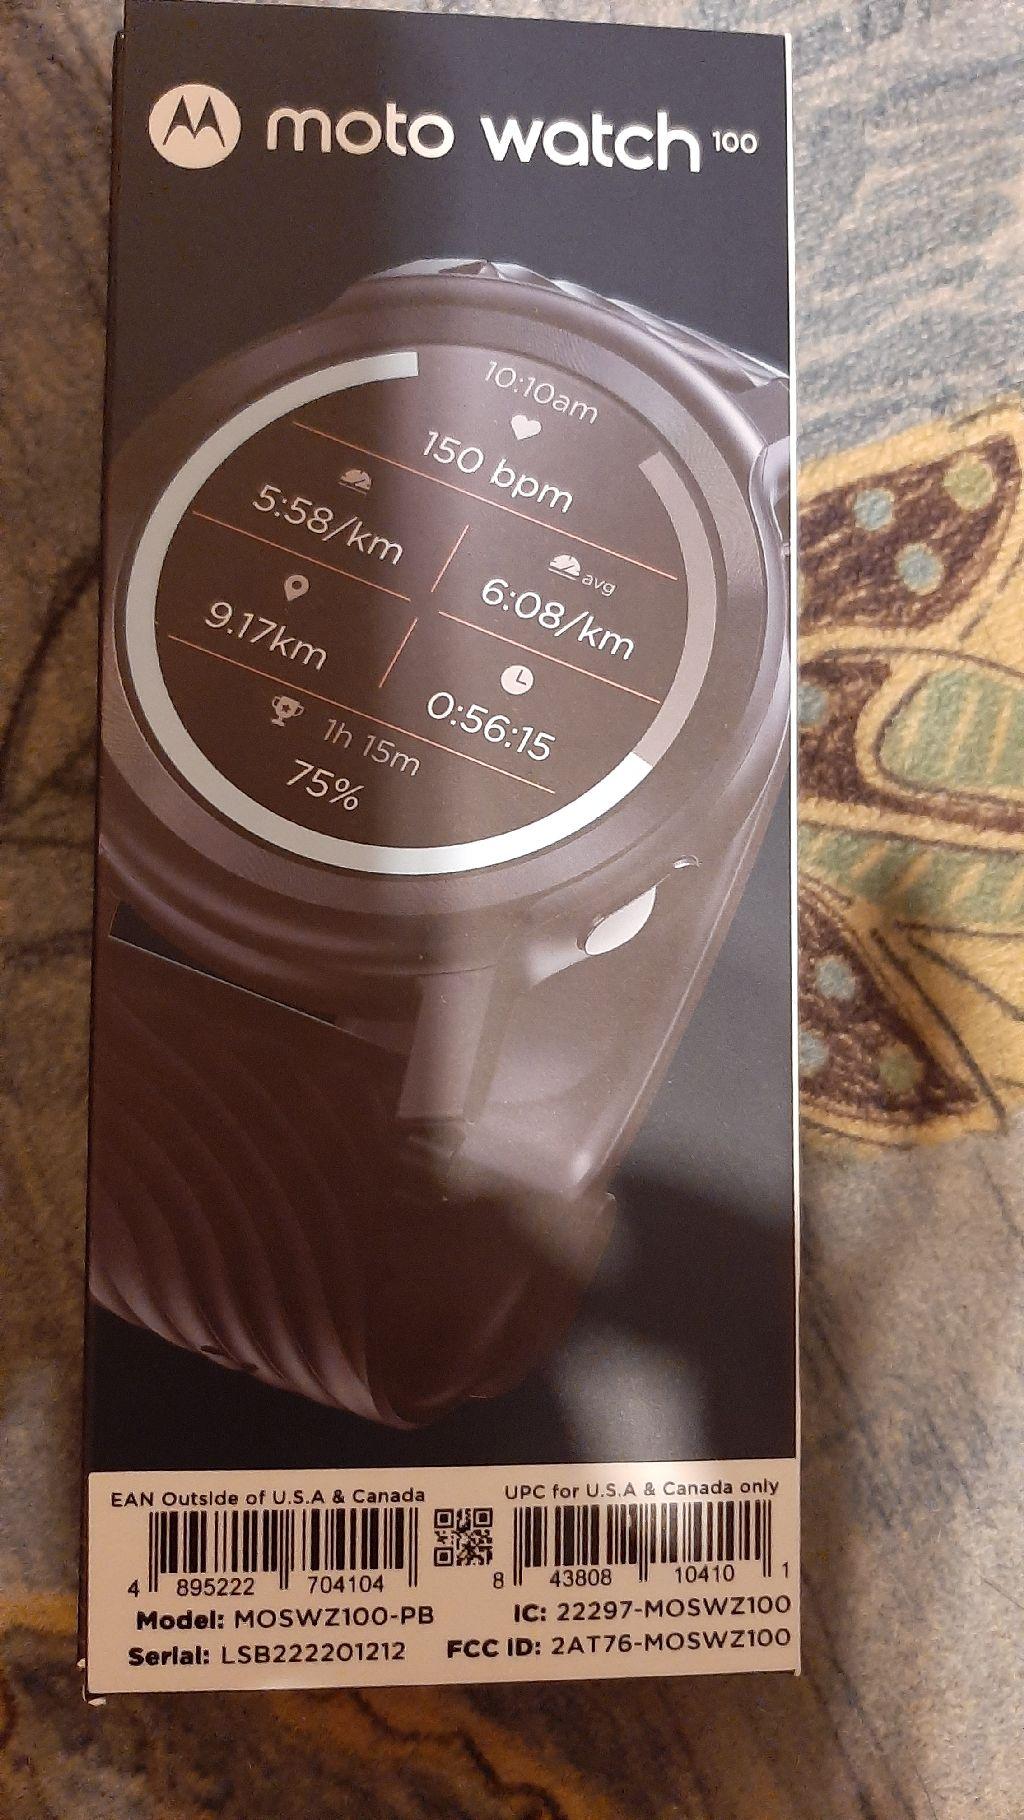 moto watch 100
10:10am
150 bpm
5:58/km
avg
6:08/km
9.17km
0:56:15
1h 15m
75%
EAN Outside of U.S.A & Canada
UPC for U.S.A & Canada only
4 895222 704104
8 43808 10410 1
Model: MOSWZ100-PB
IC: 22297-MOSWZ100
Serial: LSB222201212
FCC ID: 2AT76-MOSWZ100